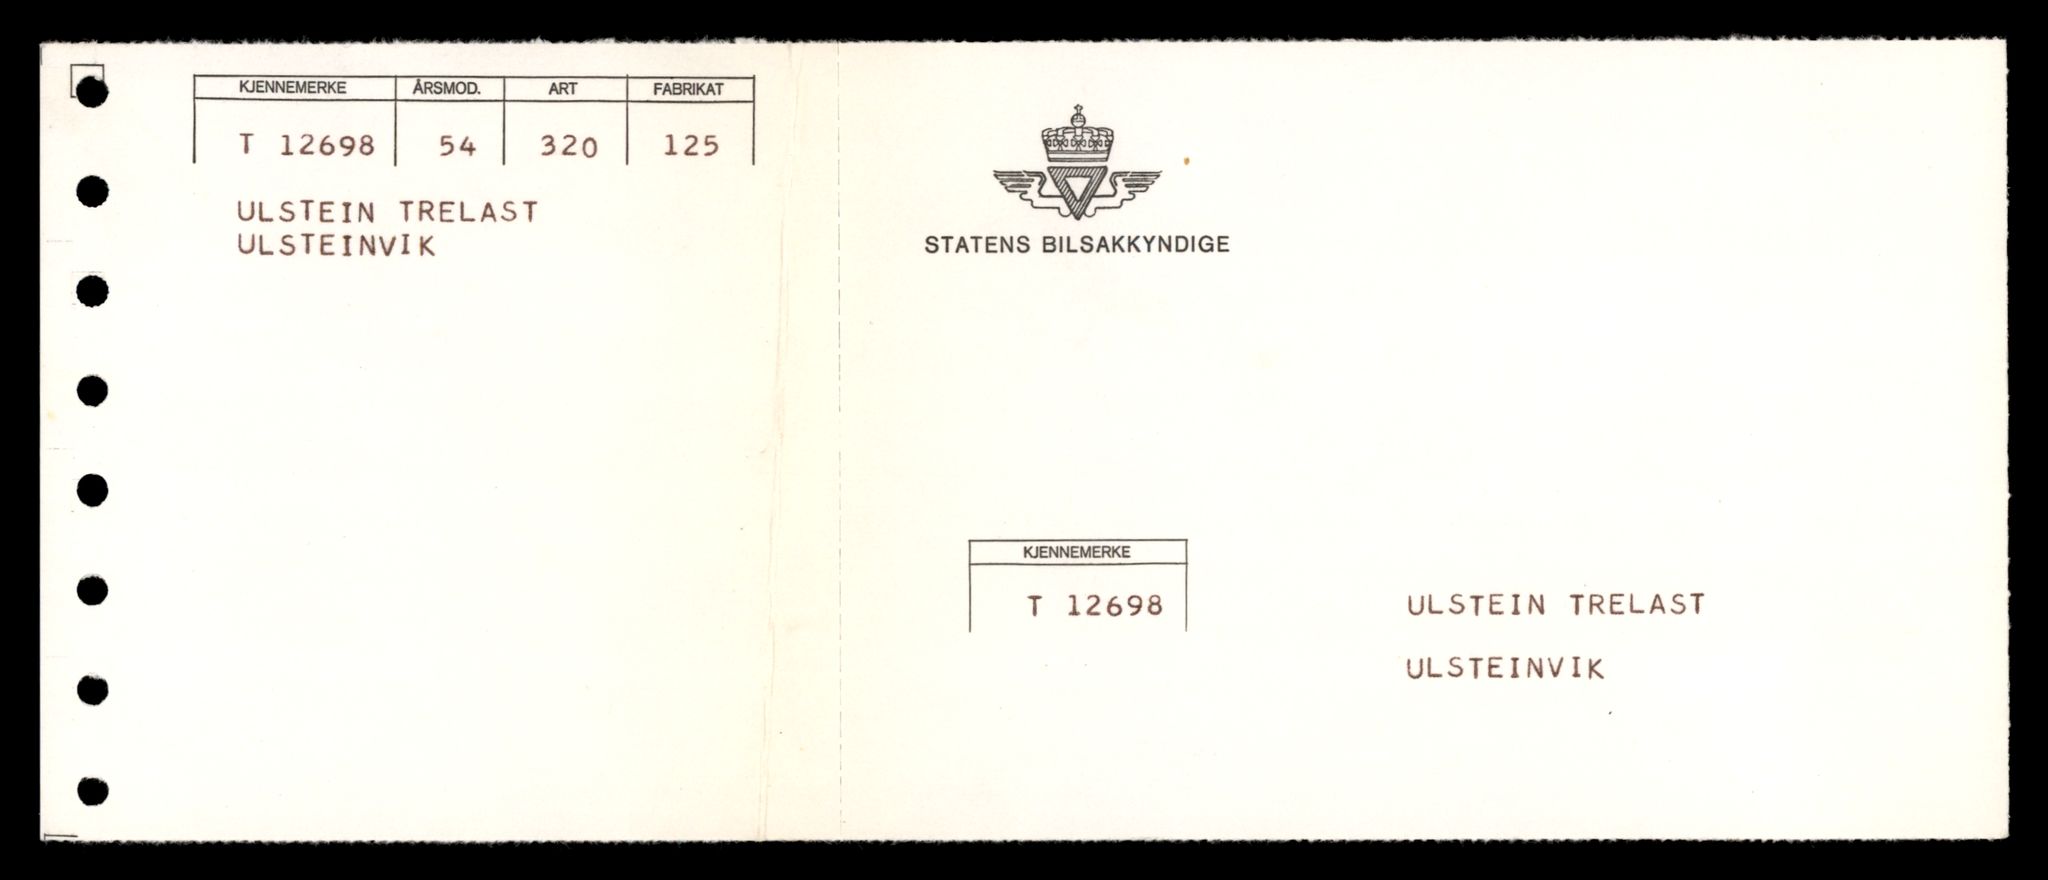 KJENNEMERKE ÅRSMOD. ART FABRIKAT
T 12698 54 320 125
ULSTEIN TRELAST
ULSTEINVIK
STATENS BILSAKKYNDIGE
KJENNEMERKE
T 12698
ULSTEIN TRELAST
ULSTEINVIK